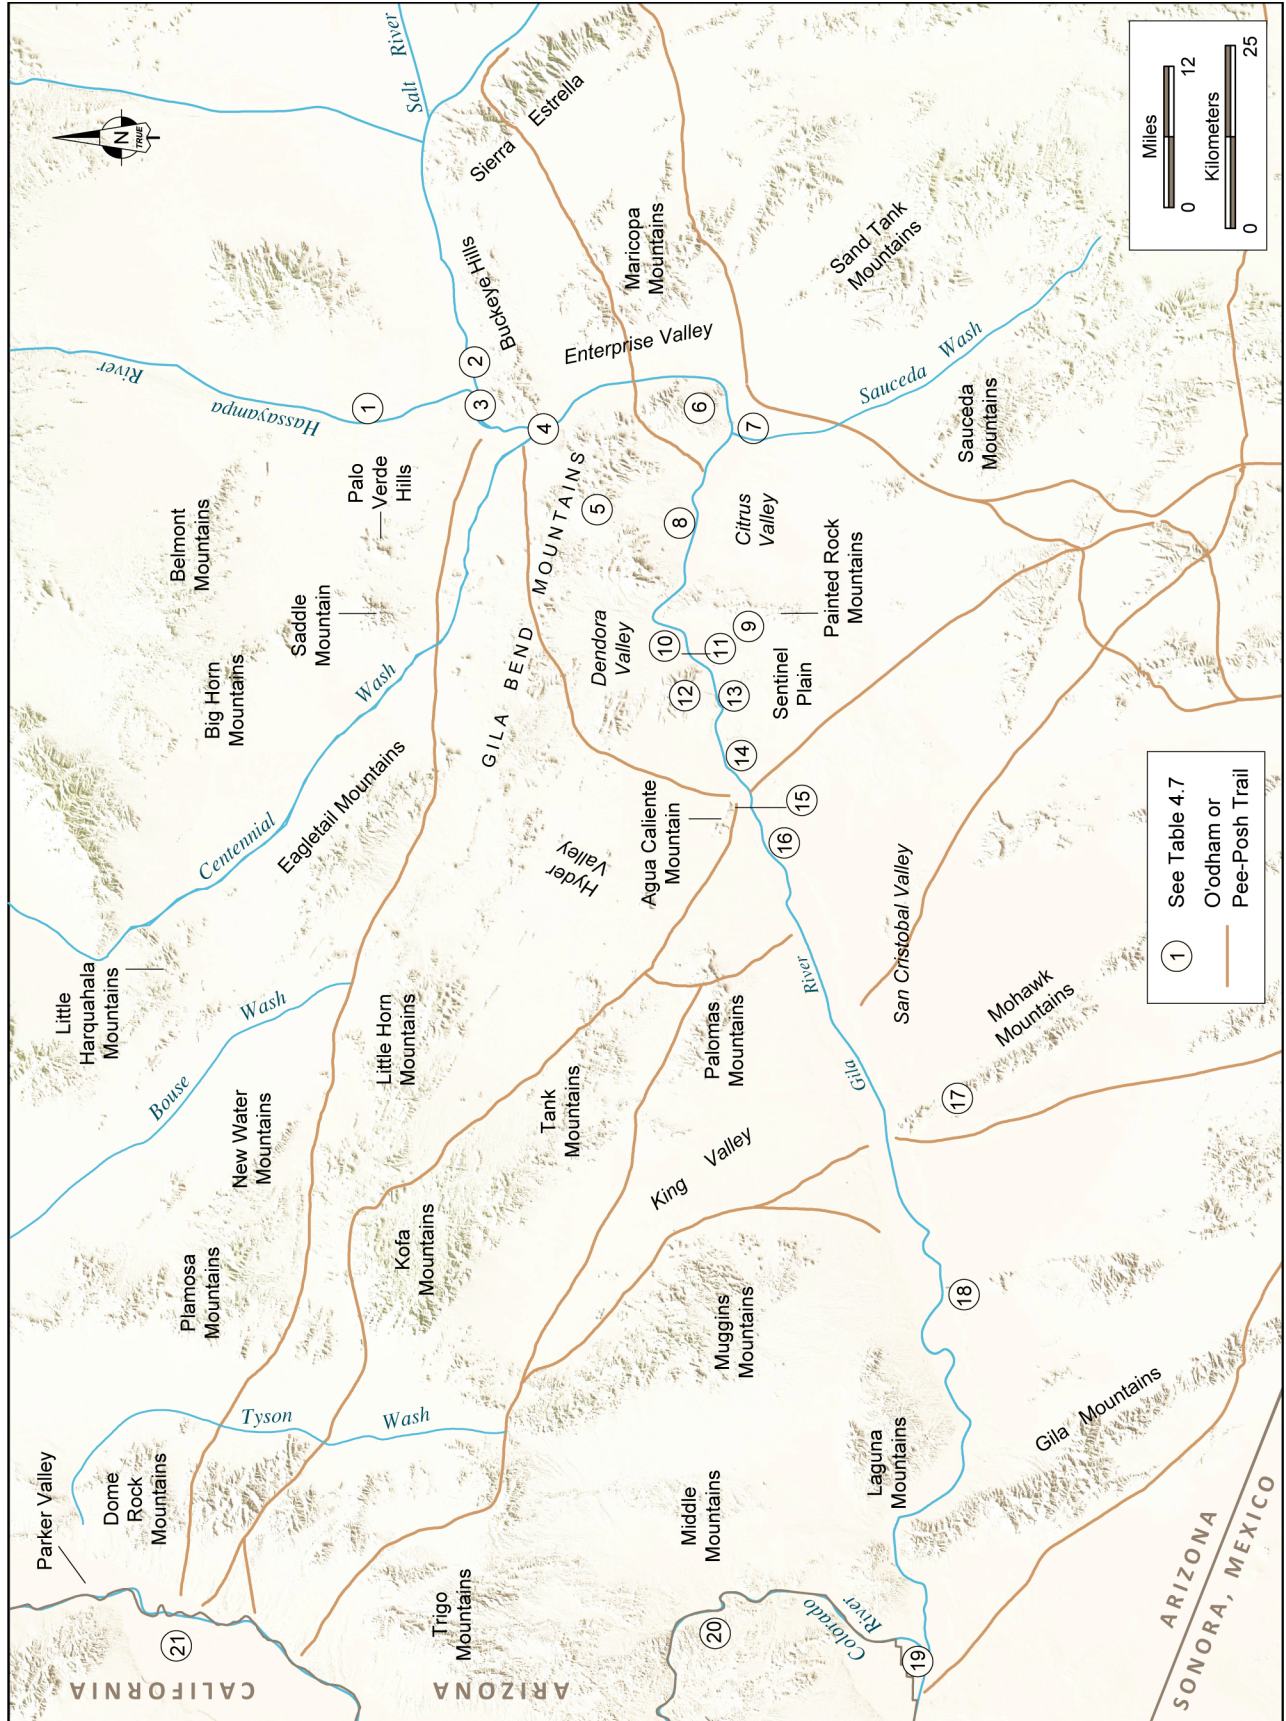 Parker Valley
CALIFORNIA
ARIZONA
21
Dome
Rock
Mountains
Tyson
Wash
Trigo
Mountains
Middle
Mountains
20
Colorado
River
19
Laguna
Mountains
Gila Mountains
ARIZONA
SONORA, MEXICO
Plamosa
Mountains
New Water
Mountains
Kofa
Mountains
Muggins
Mountains
18
King Valley
Tank
Mountains
Palomas
Mountains
17
Mohawk
Mountains
Bouse
Wash
Little
Harquahala
Mountains
Little Horn
Mountains
Gila
River
San Cristobal Valley
Centennial
Wash
Eagletail Mountains
Hyder
Valley
Agua Caliente
Mountain
16
15
14
Big Horn
Mountains
Belmont
Mountains
Saddle
Mountain
Palo
Verde
Hills
GILA BEND MOUNTAINS
Dendora
Valley
12
13
10
11
9
Sentinel
Plain
Painted Rock
Mountains
Citrus
Valley
8
5
4
3
2
1
Hassayampa
River
Buckeye Hills
Enterprise Valley
6
7
Sauceda
Wash
Sauceda
Mountains
Maricopa
Mountains
Sand Tank
Mountains
Sierra
Estrella
Salt
River
N
TRUE
1
See Table 4.7
O'odham or
Pee-Posh Trail
Miles
0
12
Kilometers
0
25